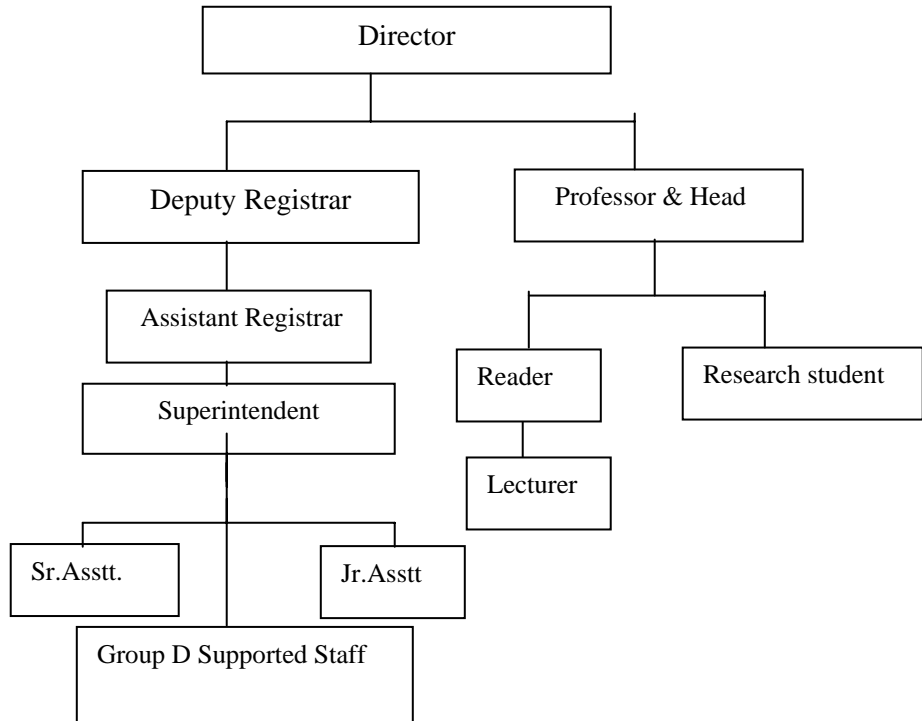 Director
Deputy Registrar
Professor & Head
Assistant Registrar
Reader
Research student
Superintendent
Lecturer
Sr.Asstt.
Jr.Asstt
Group D Supported Staff